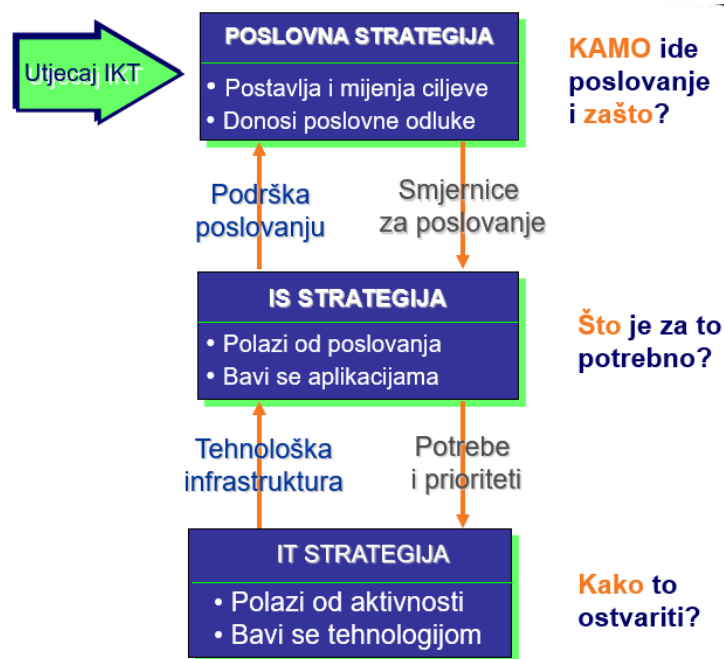 Utjecaj IKT
POSLOVNA STRATEGIJA
• Postavlja i mijenja ciljeve
• Donosi poslovne odluke
KAMO ide
poslovanje
i zašto?
Podrška
poslovanju
Smjernice
za poslovanje
IS STRATEGIJA
• Polazi od poslovanja
• Bavi se aplikacijama
Što je za to
potrebno?
Tehnološka
infrastruktura
Potrebe
i prioriteti
IT STRATEGIJA
• Polazi od aktivnosti
• Bavi se tehnologijom
Kako to
ostvariti?